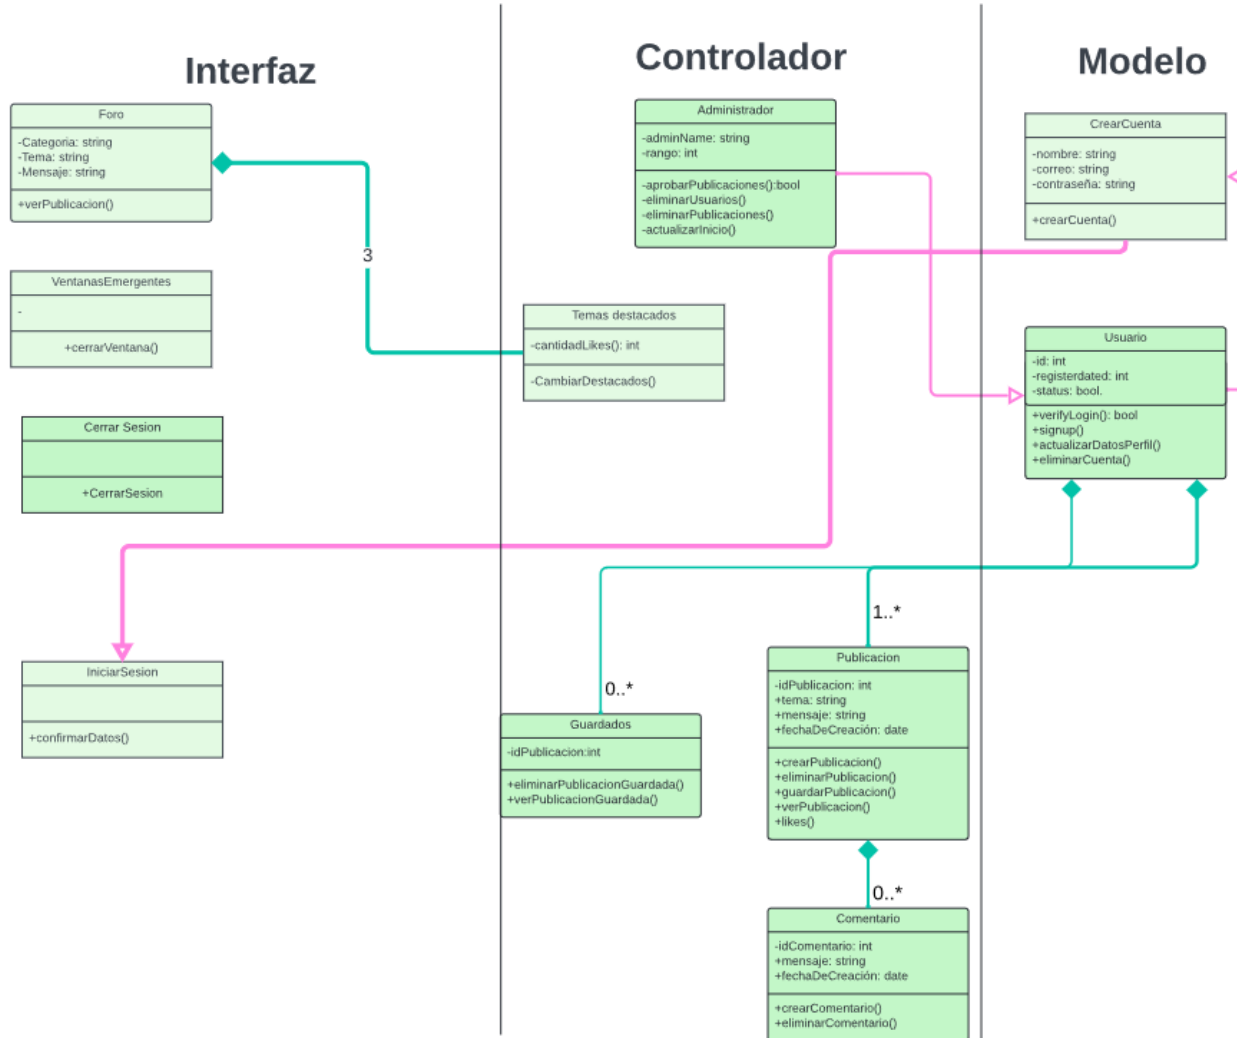 Interfaz
Foro
-Categoria: string
-Tema: string
-Mensaje: string
+verPublicacion()
3
VentanasEmergentes
-
+cerrarVentana()
Cerrar Sesion
+CerrarSesion
IniciarSesion
+confirmarDatos()
Controlador
Administrador
-adminName: string
-rango: int
-aprobarPublicaciones():bool
-eliminarUsuarios()
-eliminarPublicaciones()
-actualizarInicio()
Temas destacados
-cantidadLikes(): int
-CambiarDestacados()
0..*
Guardados
-idPublicacion:int
+eliminarPublicacionGuardada()
+verPublicacionGuardada()
1..*
Publicacion
-idPublicacion: int
+tema: string
+mensaje: string
+fechaDeCreación: date
+crearPublicacion()
+eliminarPublicacion()
+guardarPublicacion()
+verPublicacion()
+likes()
0..*
Comentario
-idComentario: int
+mensaje: string
+fechaDeCreación: date
+crearComentario()
+eliminarComentario()
Modelo
CrearCuenta
-nombre: string
-correo: string
-contraseña: string
+crearCuenta()
Usuario
-id: int
-registerdated: int
-status: bool.
+verifyLogin(): bool
+signup()
+actualizarDatosPerfil()
+eliminarCuenta()